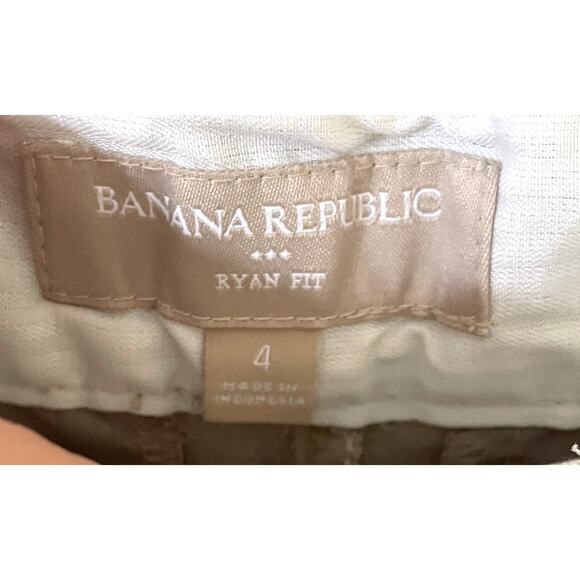 BANANA REPUBLIC
***
RYAN FIT
4
MADE IN
INDONESIA